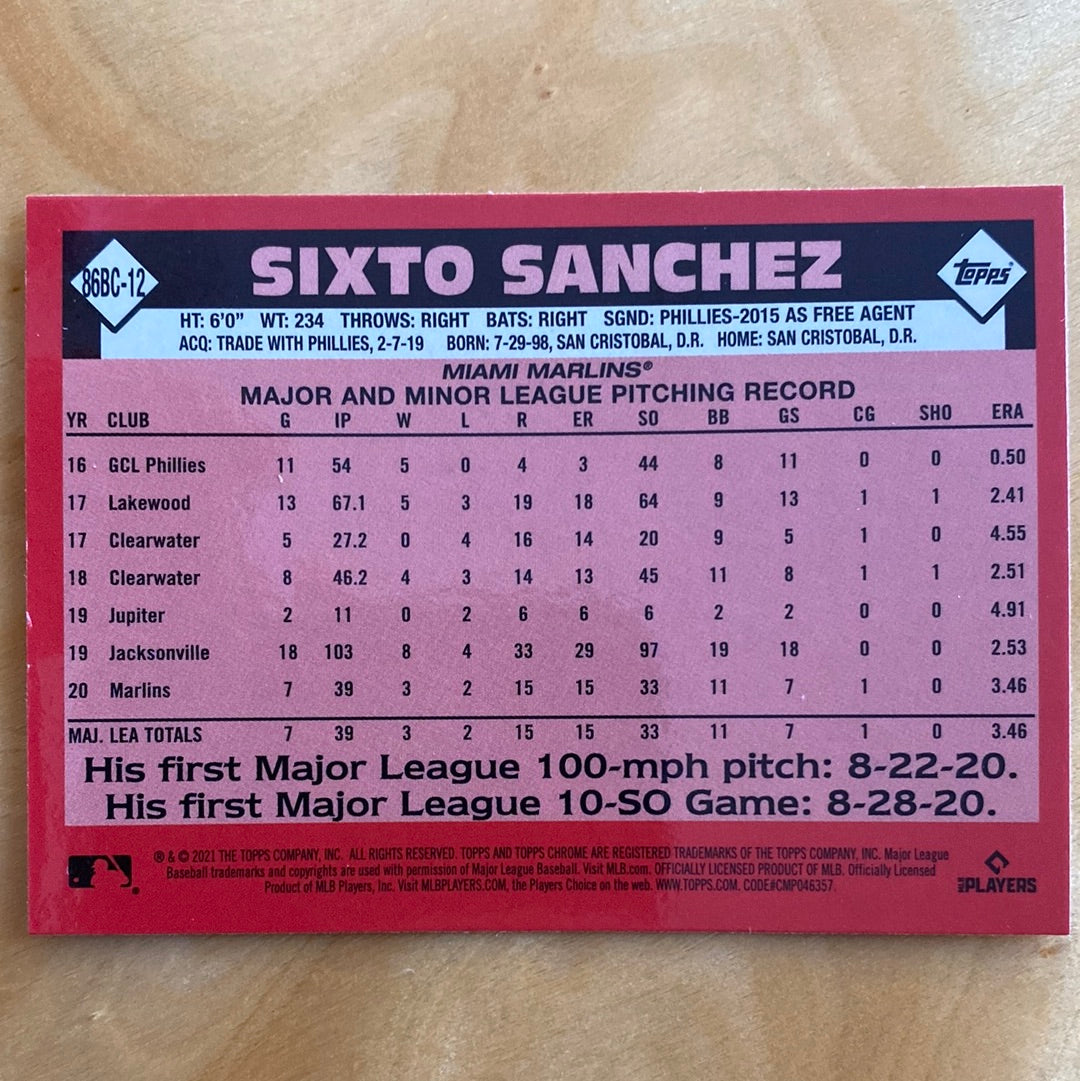 86BC-12
SIXTO SANCHEZ
Topps
HT: 6'0" WT: 234 THROWS: RIGHT BATS: RIGHT SGND: PHILLIES-2015 AS FREE AGENT
ACQ: TRADE WITH PHILLIES, 2-7-19 BORN: 7-29-98, SAN CRISTOBAL, D.R. HOME: SAN CRISTOBAL, D.R.
MIAMI MARLINS®
MAJOR AND MINOR LEAGUE PITCHING RECORD
YR CLUB G IP W L R ER SO BB GS CG SHO ERA
16 GCL Phillies 11 54 5 0 4 3 44 8 11 0 0 0.50
17 Lakewood 13 67.1 5 3 19 18 64 9 13 1 1 2.41
17 Clearwater 5 27.2 0 4 16 14 20 9 5 1 0 4.55
18 Clearwater 8 46.2 4 3 14 13 45 11 8 1 1 2.51
19 Jupiter 2 11 0 2 6 6 6 2 2 0 0 4.91
19 Jacksonville 18 103 8 4 33 29 97 19 18 0 0 2.53
20 Marlins 7 39 3 2 15 15 33 11 7 1 0 3.46
MAJ. LEA TOTALS 7 39 3 2 15 15 33 11 7 1 0 3.46
His first Major League 100-mph pitch: 8-22-20.
His first Major League 10-SO Game: 8-28-20.
® & © 2021 THE TOPPS COMPANY, INC. ALL RIGHTS RESERVED. TOPPS AND TOPPS CHROME ARE REGISTERED TRADEMARKS OF THE TOPPS COMPANY, INC. Major League
Baseball trademarks and copyrights are used with permission of Major League Baseball. Visit MLB.com. OFFICIALLY LICENSED PRODUCT OF MLB. Officially Licensed
Product of MLB Players, Inc. Visit MLBPLAYERS.COM, the Players Choice on the web. WWW.TOPPS.COM. CODE#CMP046357.
MLB PLAYERS